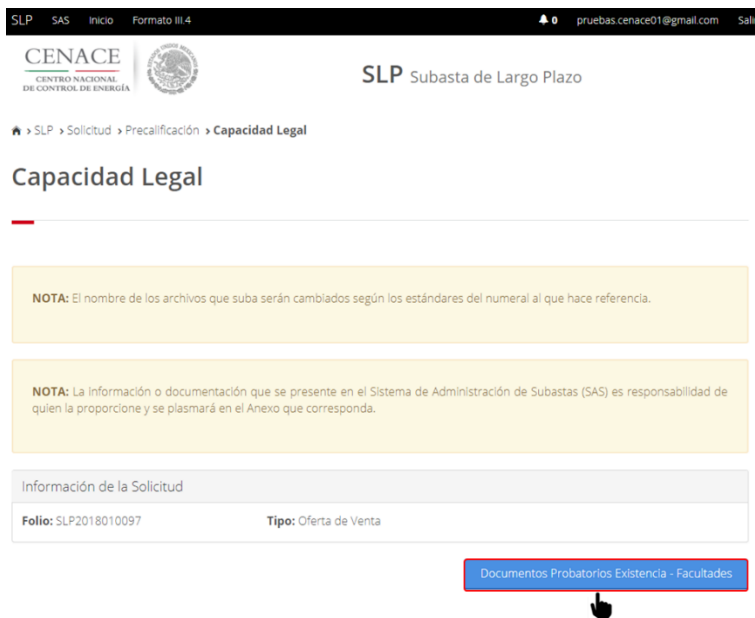 SLP SAS Inicio Formato III.4 0 pruebas.cenace01@gmail.com
CENACE
CENTRO NACIONAL
DE CONTROL DE ENERGÍA
SLP Subasta de Largo Plazo
> SLP > Solicitud > Precalificación > Capacidad Legal
Capacidad Legal
NOTA: El nombre de los archivos que suba serán cambiados según los estándares del numeral al que hace referencia.
NOTA: La información o documentación que se presente en el Sistema de Administración de Subastas (SAS) es responsabilidad de
quien la proporcione y se plasmará en el Anexo que corresponda.
Información de la Solicitud
Folio: SLP2018010097 Tipo: Oferta de Venta
Documentos Probatorios Existencia - Facultades